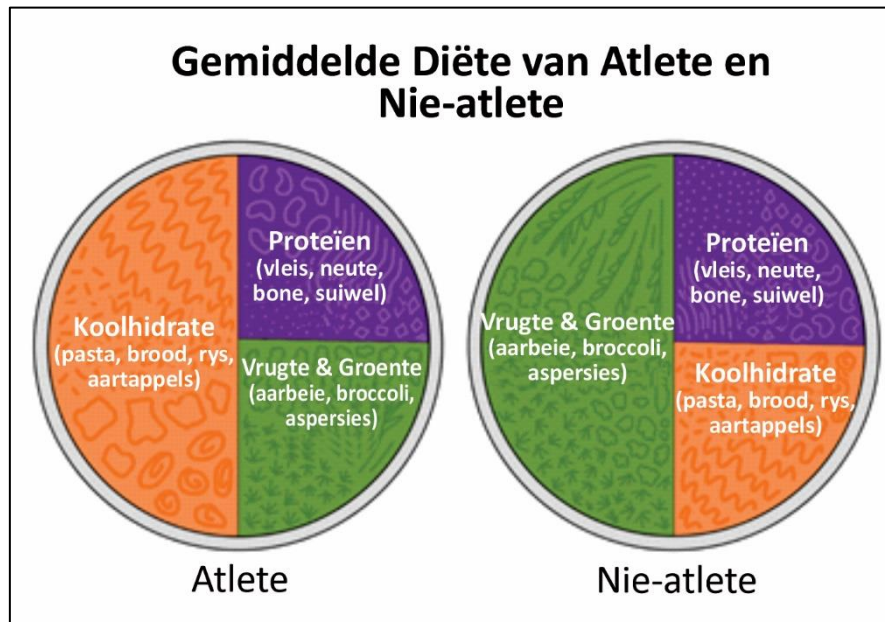 Gemiddelde Diëte van Atlete en
Nie-atlete
Koolhidrate
(pasta, brood, rys,
aartappels)
Proteïen
(vleis, neute,
bone, suiwel)
Vrugte & Groente
(aarbeie, broccoli,
aspersies)
Atlete
Vrugte & Groente
(aarbeie, broccoli,
aspersies)
Proteïen
(vleis, neute,
bone, suiwel)
Koolhidrate
(pasta, brood, rys,
aartappels)
Nie-atlete